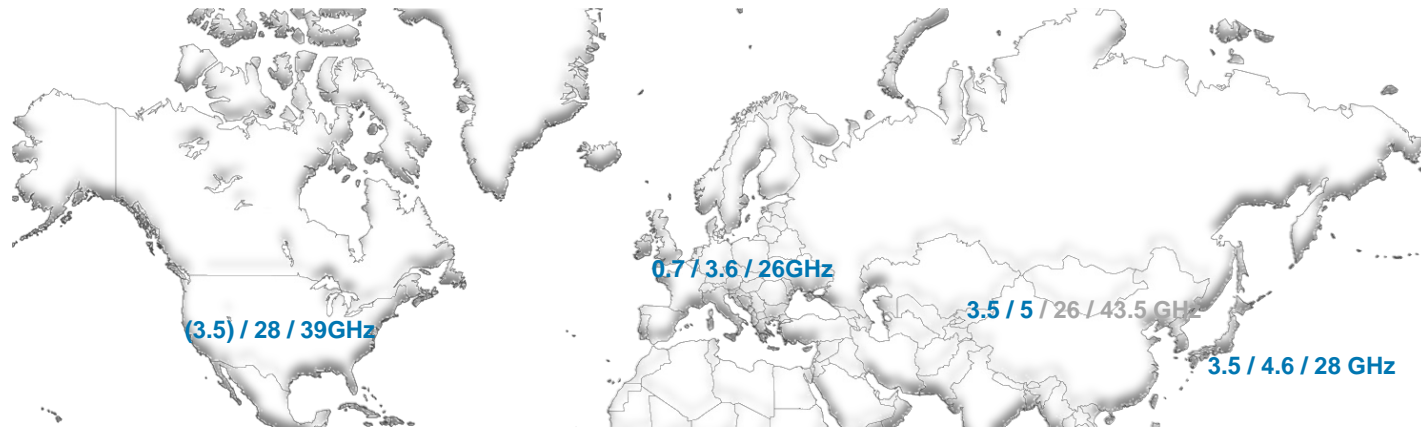 0.7 / 3.6 / 26GHz
3.5 / 5 / 26 / 43.5 GHz
(3.5) / 28 / 39GHz
3.5 / 4.6 / 28 GHz